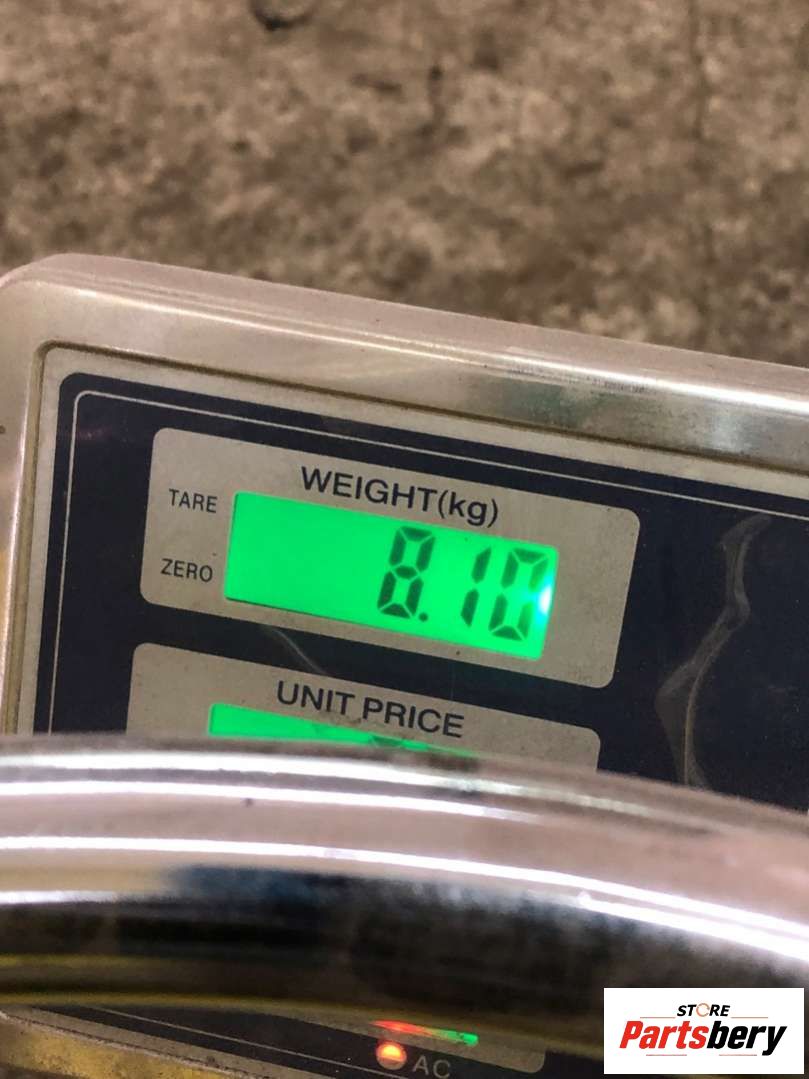 WEIGHT(kg)
TARE
8.10
ZERO
UNIT PRICE
AC
STORE
Partsbery